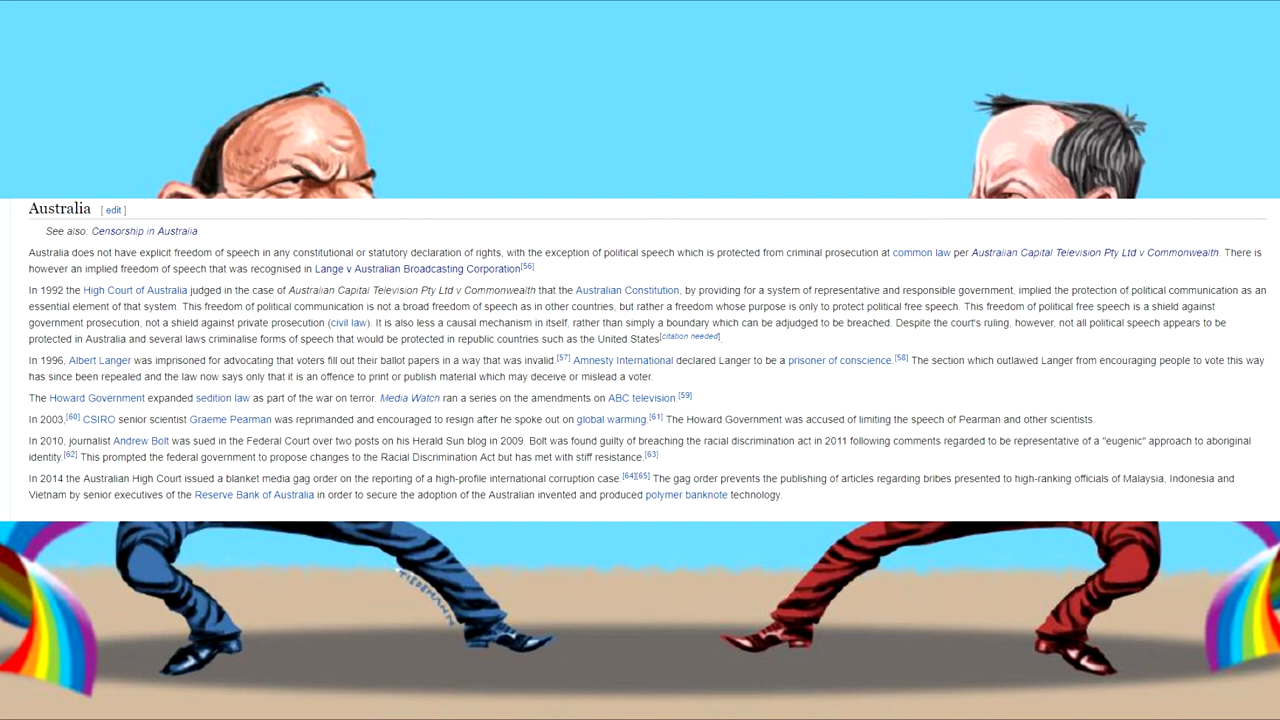 Australia [ edit ]
See also: Censorship in Australia
Australia does not have explicit freedom of speech in any constitutional or statutory declaration of rights, with the exception of political speech which is protected from criminal prosecution at common law per Australian Capital Television Pty Ltd v Commonwealth. There is
however an implied freedom of speech that was recognised in Lange v Australian Broadcasting Corporation[56]
In 1992 the High Court of Australia judged in the case of Australian Capital Television Pty Ltd v Commonwealth that the Australian Constitution, by providing for a system of representative and responsible government, implied the protection of political communication as an
essential element of that system. This freedom of political communication is not a broad freedom of speech as in other countries, but rather a freedom whose purpose is only to protect political free speech. This freedom of political free speech is a shield against
government prosecution, not a shield against private prosecution (civil law). It is also less a causal mechanism in itself, rather than simply a boundary which can be adjudged to be breached. Despite the court's ruling, however, not all political speech appears to be
protected in Australia and several laws criminalise forms of speech that would be protected in republic countries such as the United States[citation needed].
In 1996, Albert Langer was imprisoned for advocating that voters fill out their ballot papers in a way that was invalid.[57] Amnesty International declared Langer to be a prisoner of conscience.[58] The section which outlawed Langer from encouraging people to vote this way
has since been repealed and the law now says only that it is an offence to print or publish material which may deceive or mislead a voter.
The Howard Government expanded sedition law as part of the war on terror. Media Watch ran a series on the amendments on ABC television.[59]
In 2003,[60] CSIRO senior scientist Graeme Pearman was reprimanded and encouraged to resign after he spoke out on global warming.[61] The Howard Government was accused of limiting the speech of Pearman and other scientists.
In 2010, journalist Andrew Bolt was sued in the Federal Court over two posts on his Herald Sun blog in 2009. Bolt was found guilty of breaching the racial discrimination act in 2011 following comments regarded to be representative of a "eugenic" approach to aboriginal
identity.[62] This prompted the federal government to propose changes to the Racial Discrimination Act but has met with stiff resistance.[63]
In 2014 the Australian High Court issued a blanket media gag order on the reporting of a high-profile international corruption case.[64][65] The gag order prevents the publishing of articles regarding bribes presented to high-ranking officials of Malaysia, Indonesia and
Vietnam by senior executives of the Reserve Bank of Australia in order to secure the adoption of the Australian invented and produced polymer banknote technology.
TIEDEMANN